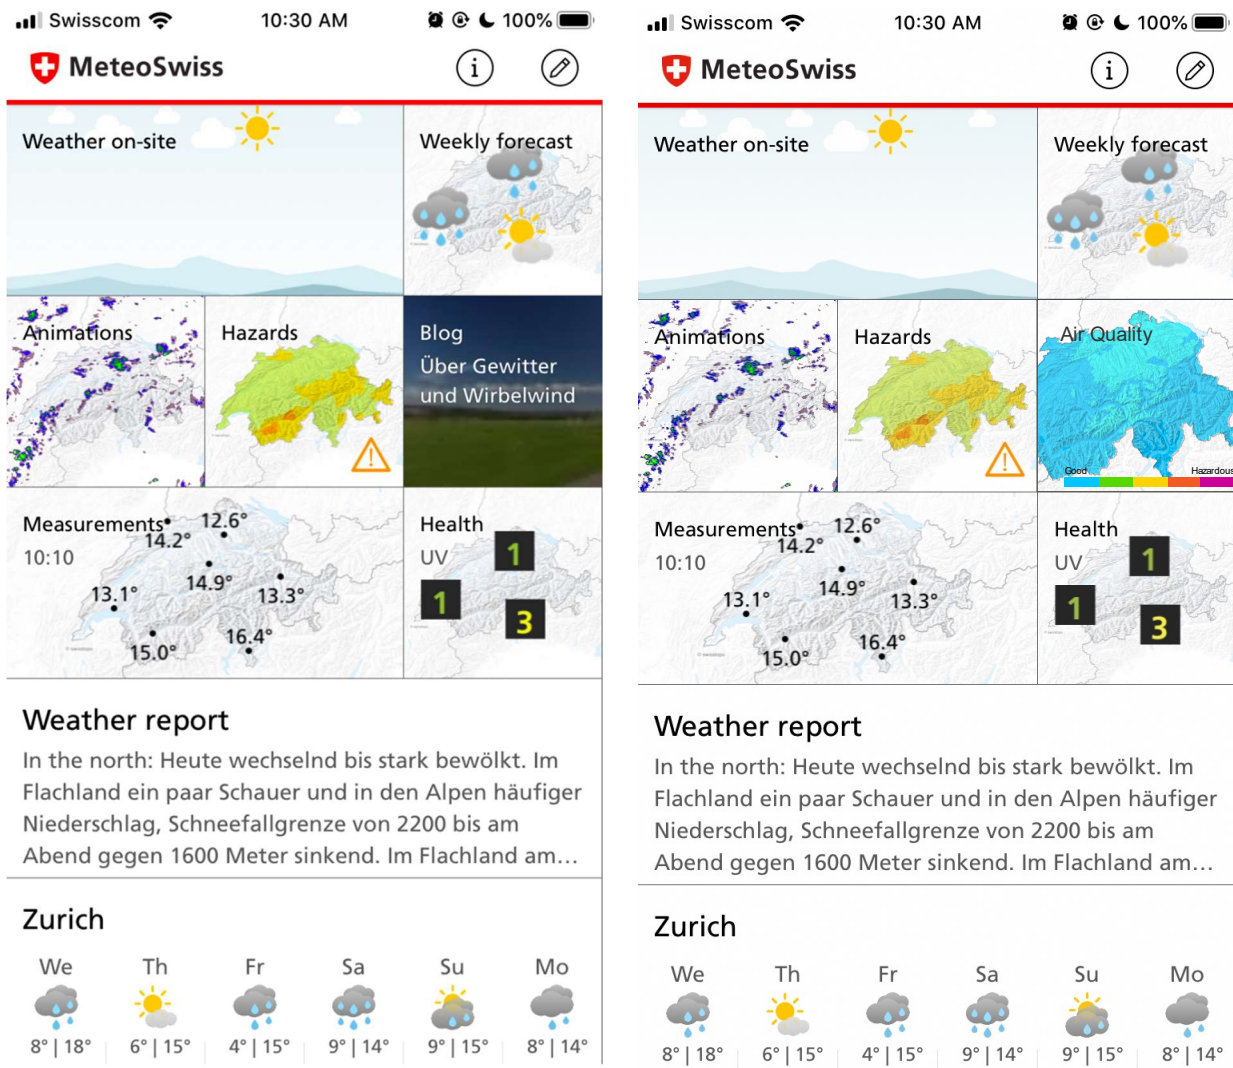 Swisscom 10:30 AM 100%
MeteoSwiss
Weather on-site
Weekly forecast
Animations
Hazards
Blog
Über Gewitter
und Wirbelwind
Measurements
10:10
14.2°
12.6°
14.9°
13.1°
13.3°
15.0°
16.4°
Health
UV
1
1
3
Weather report
In the north: Heute wechselnd bis stark bewölkt. Im
Flachland ein paar Schauer und in den Alpen häufiger
Niederschlag, Schneefallgrenze von 2200 bis am
Abend gegen 1600 Meter sinkend. Im Flachland am...
Zurich
We Th Fr Sa Su Mo
8° | 18° 6° | 15° 4° | 15° 9° | 14° 9° | 15° 8° | 14°
Swisscom 10:30 AM 100%
MeteoSwiss
Weather on-site
Weekly forecast
Animations
Hazards
Air Quality
Good Hazardous
Measurements
10:10
14.2°
12.6°
14.9°
13.1°
13.3°
15.0°
16.4°
Health
UV
1
1
3
Weather report
In the north: Heute wechselnd bis stark bewölkt. Im
Flachland ein paar Schauer und in den Alpen häufiger
Niederschlag, Schneefallgrenze von 2200 bis am
Abend gegen 1600 Meter sinkend. Im Flachland am...
Zurich
We Th Fr Sa Su Mo
8° | 18° 6° | 15° 4° | 15° 9° | 14° 9° | 15° 8° | 14°